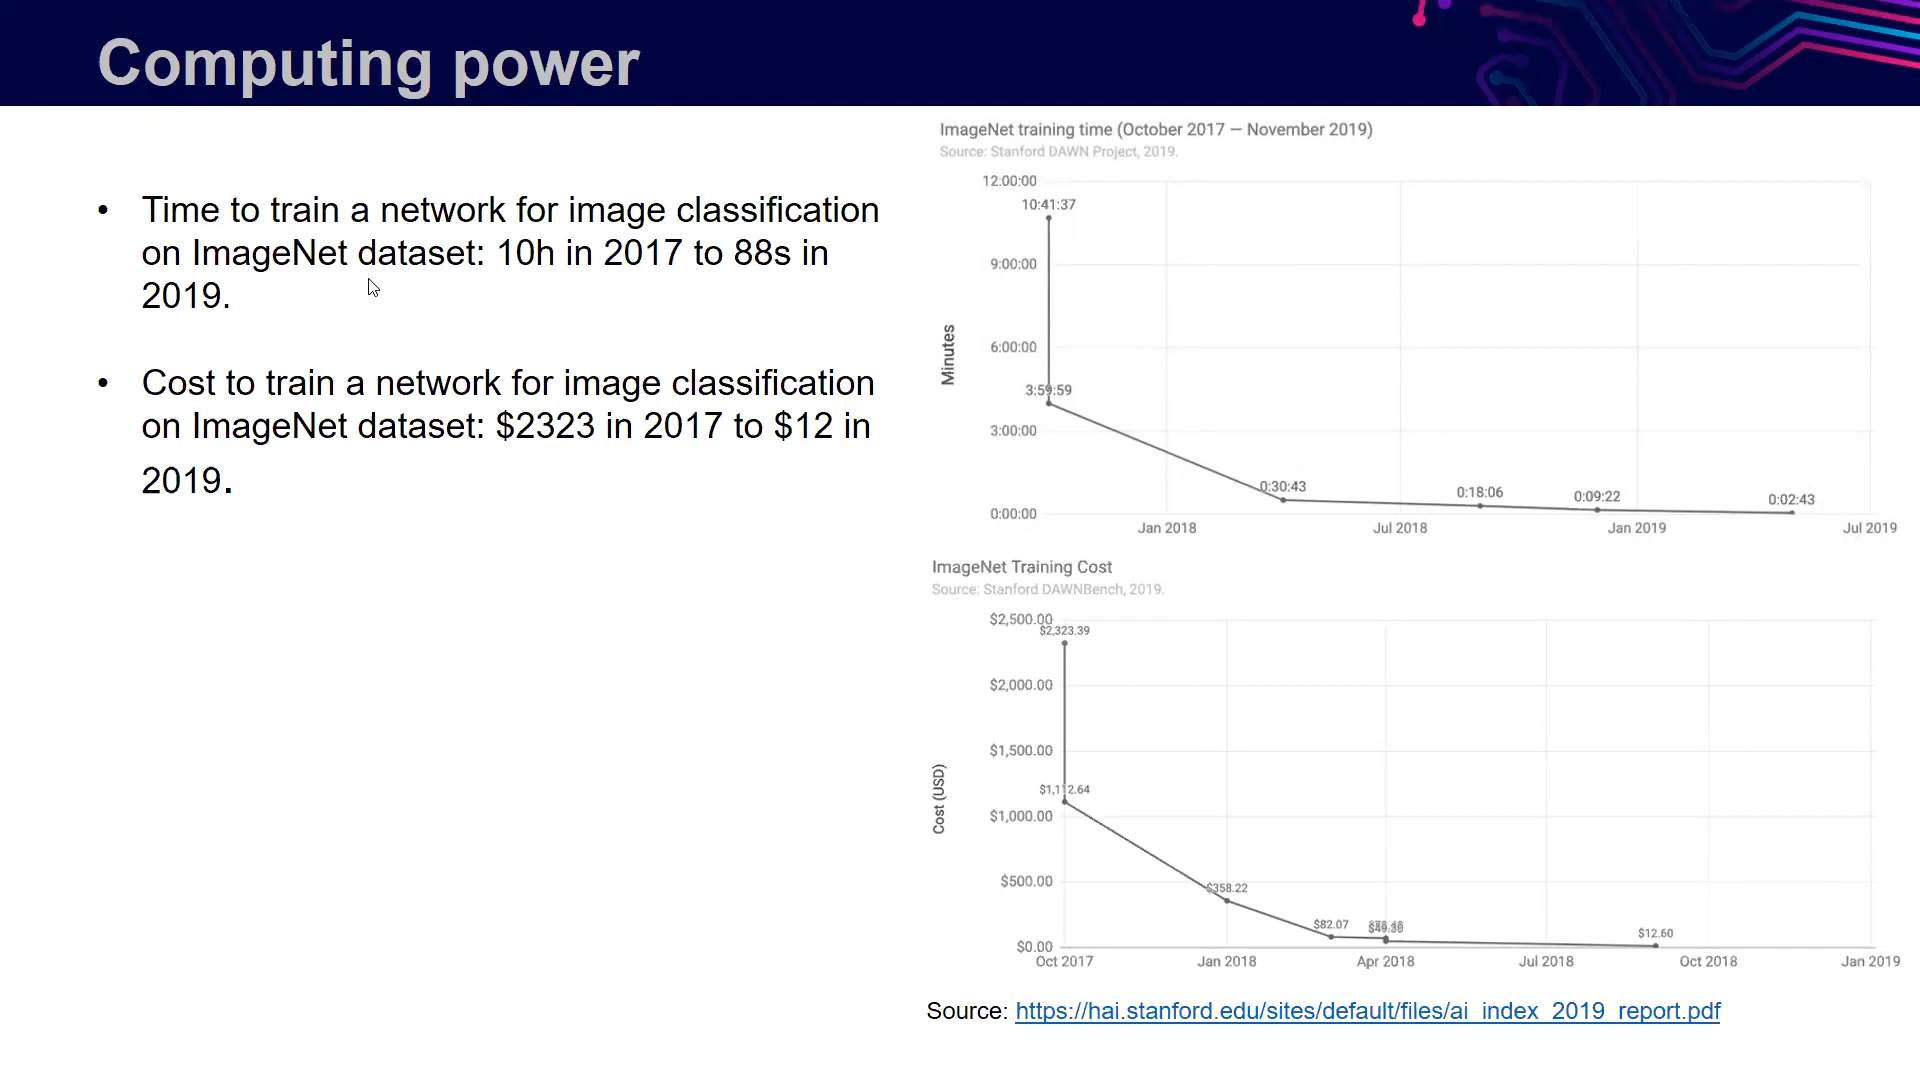 Computing power
• Time to train a network for image classification
on ImageNet dataset: 10h in 2017 to 88s in
2019.
• Cost to train a network for image classification
on ImageNet dataset: $2323 in 2017 to $12 in
2019.
ImageNet training time (October 2017 — November 2019)
Source: Stanford DAWN Project, 2019.
Minutes
12:00:00
9:00:00
6:00:00
3:00:00
0:00:00
10:41:37
3:59:59
0:30:43
0:18:06
0:09:22
0:02:43
Jan 2018
Jul 2018
Jan 2019
Jul 2019
ImageNet Training Cost
Source: Stanford DAWNBench, 2019.
Cost (USD)
$2,500.00
$2,000.00
$1,500.00
$1,000.00
$500.00
$0.00
$2,323.39
$1,112.64
$358.22
$82.07
$12.60
Oct 2017
Jan 2018
Apr 2018
Jul 2018
Oct 2018
Jan 2019
Source: https://hai.stanford.edu/sites/default/files/ai_index_2019_report.pdf